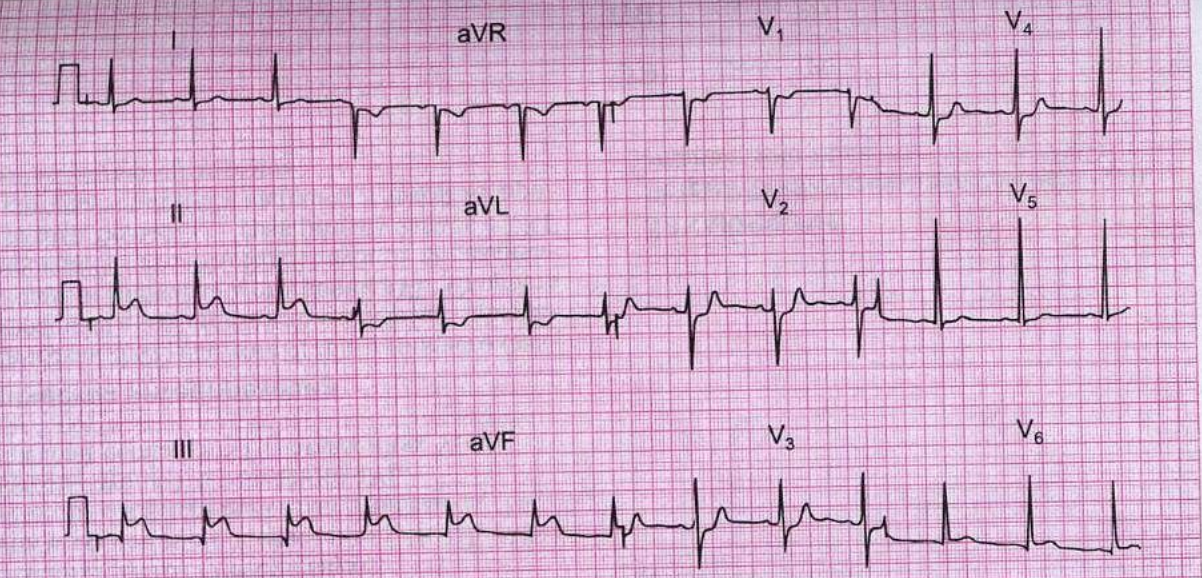 I aVR V₁ V₄
II aVL V₂ V₅
III aVF V₃ V₆